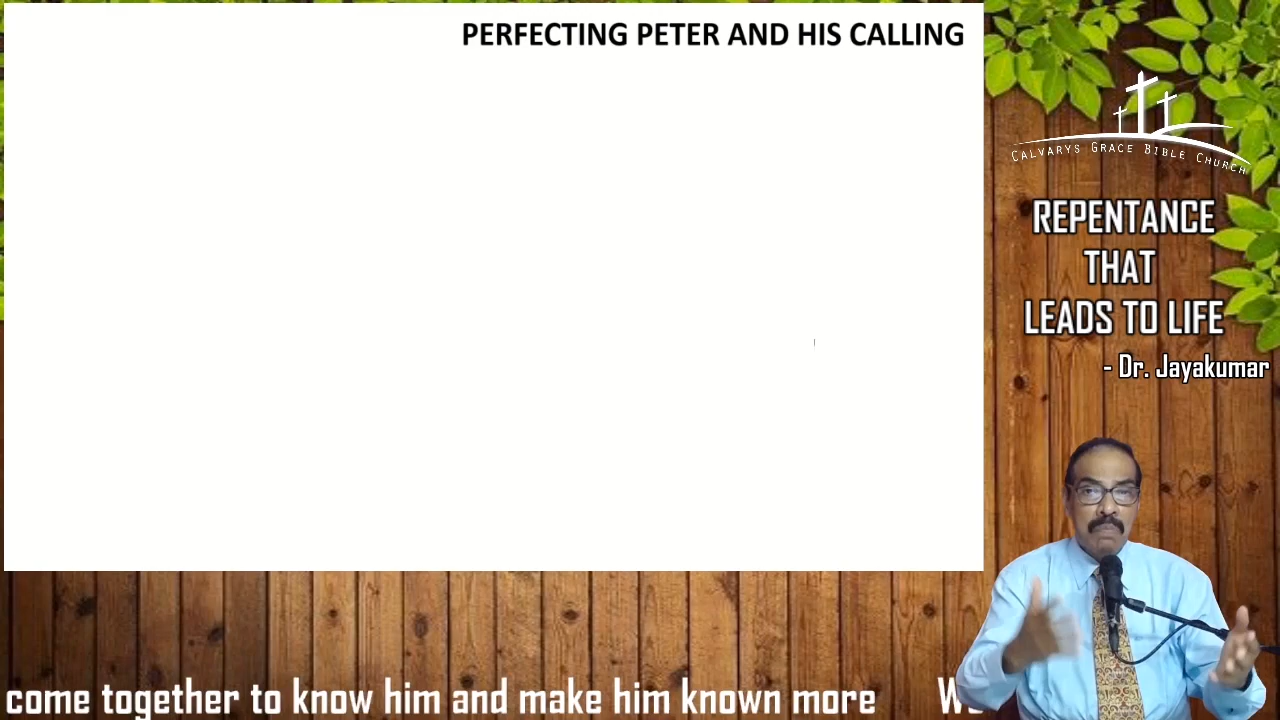 PERFECTING PETER AND HIS CALLING
CALVARYS GRACE BIBLE CHURCH
REPENTANCE
THAT
LEADS TO LIFE
- Dr. Jayakumar
come together to know him and make him known more